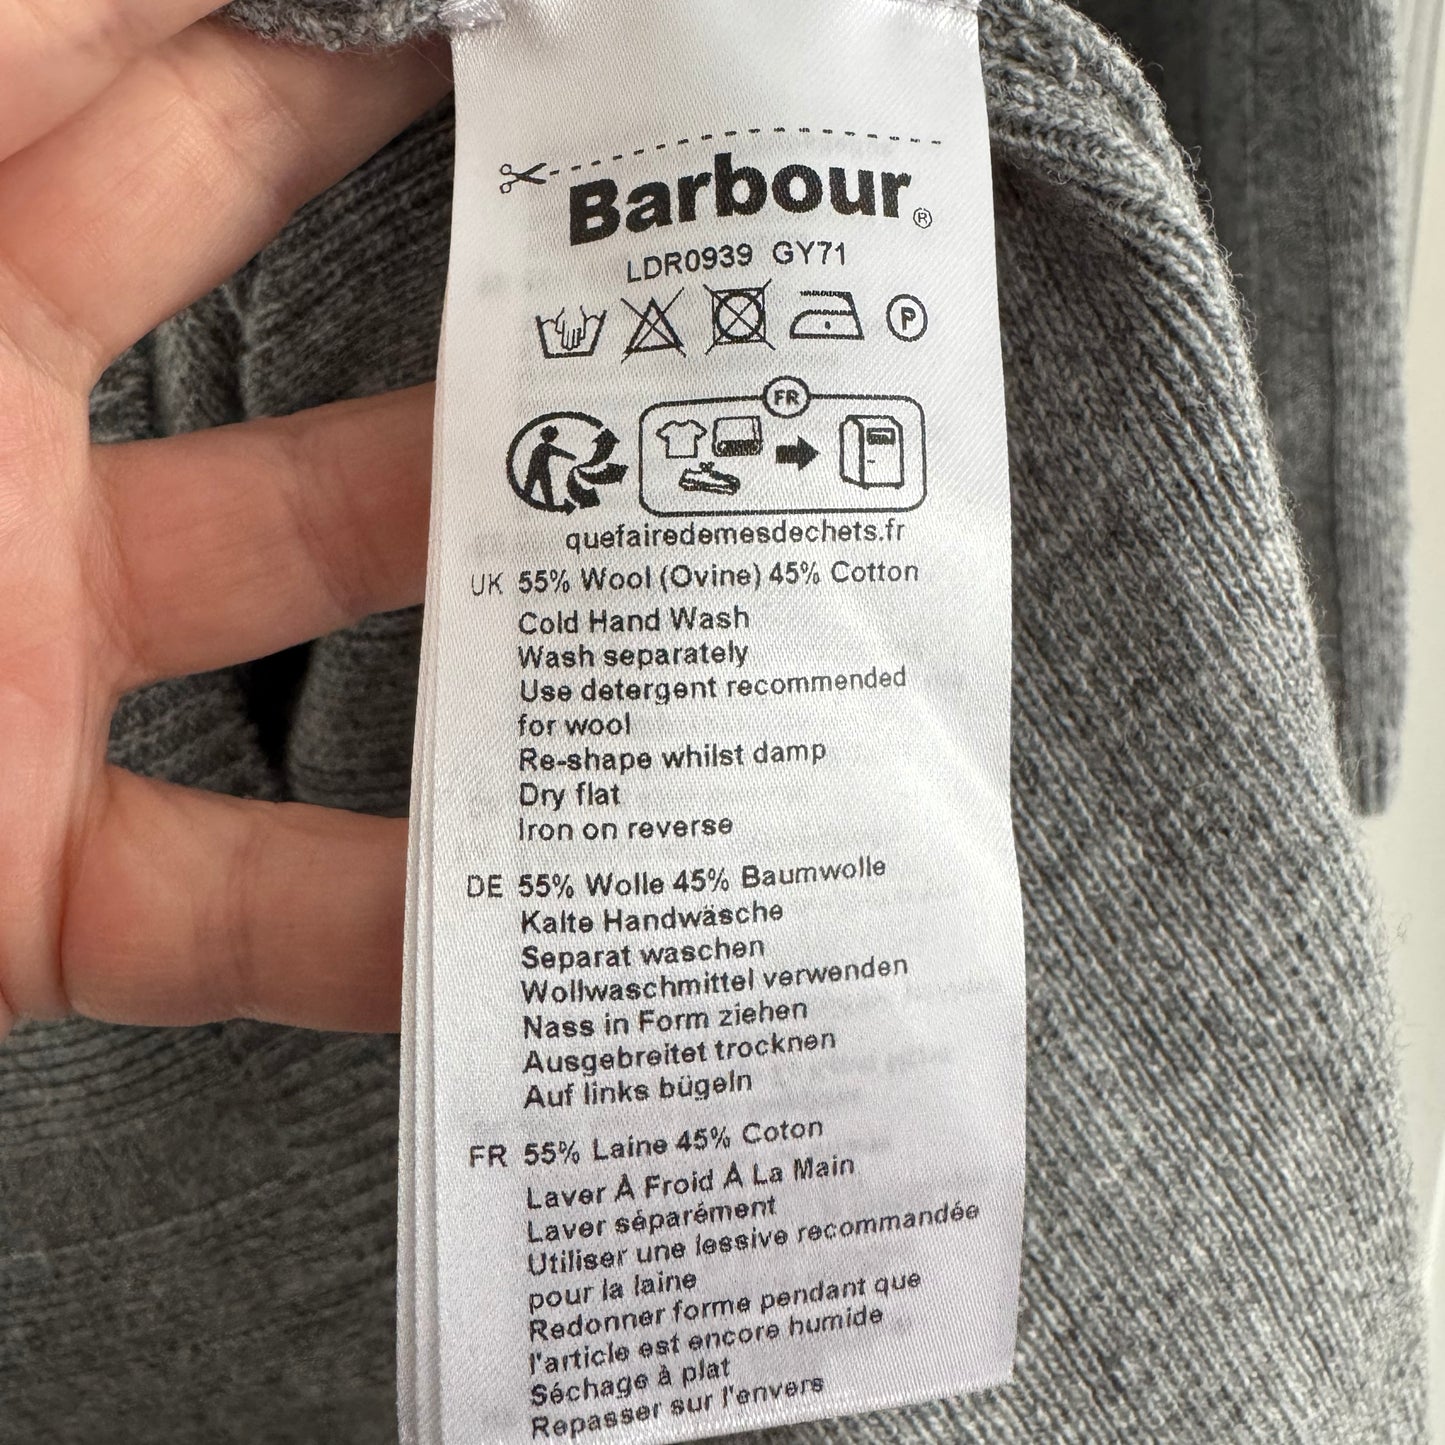 Barbour®
LDR0939 GY71
P
FR
quefairedemesdechets.fr
UK 55% Wool (Ovine) 45% Cotton
Cold Hand Wash
Wash separately
Use detergent recommended
for wool
Re-shape whilst damp
Dry flat
Iron on reverse
DE 55% Wolle 45% Baumwolle
Kalte Handwäsche
Separat waschen
Wollwaschmittel verwenden
Nass in Form ziehen
Ausgebreitet trocknen
Auf links bügeln
FR 55% Laine 45% Coton
Laver À Froid À La Main
Laver séparément
Utiliser une lessive recommandée
pour la laine
Redonner forme pendant que
l'article est encore humide
Séchage à plat
Repasser sur l'envers